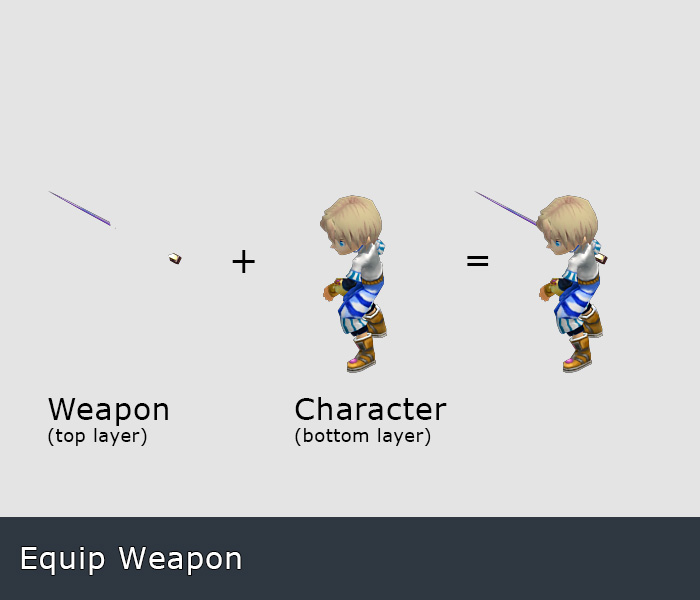 +
=
Weapon
(top layer)
Character
(bottom layer)
Equip Weapon